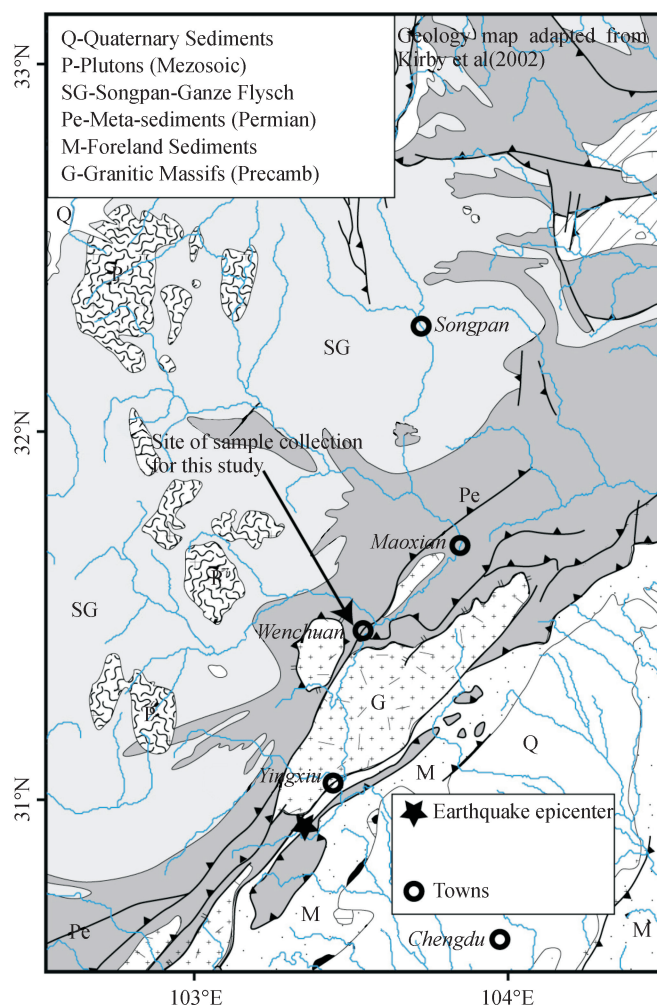 Q-Quaternary Sediments
P-Plutons (Mezosoic)
SG-Songpan-Ganze Flysch
Pe-Meta-sediments (Permian)
M-Foreland Sediments
G-Granitic Massifs (Precamb)
Geology map adapted from
Kirby et al(2002)
33°N
Q
P
Songpan
SG
32°N
Site of sample collection
for this study
Pe
Maoxian
SG
Wenchuan
G
P
Q
Yingxiu
M
31°N
Earthquake epicenter
Towns
M
Pe
Chengdu
M
103°E
104°E